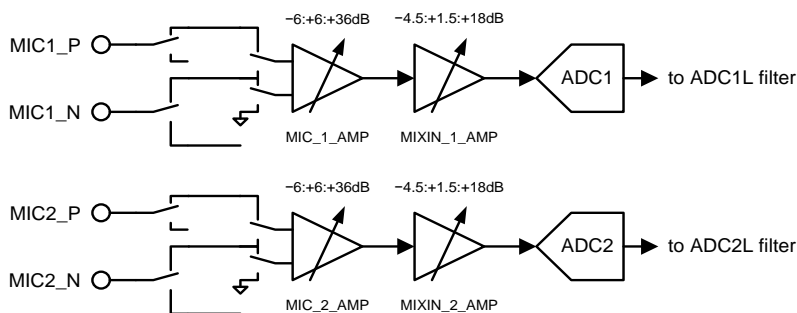 −6:+6:+36dB
−4.5:+1.5:+18dB
MIC1_P
ADC1
to ADC1L filter
MIC1_N
MIC_1_AMP
MIXIN_1_AMP
−6:+6:+36dB
−4.5:+1.5:+18dB
MIC2_P
ADC2
to ADC2L filter
MIC2_N
MIC_2_AMP
MIXIN_2_AMP